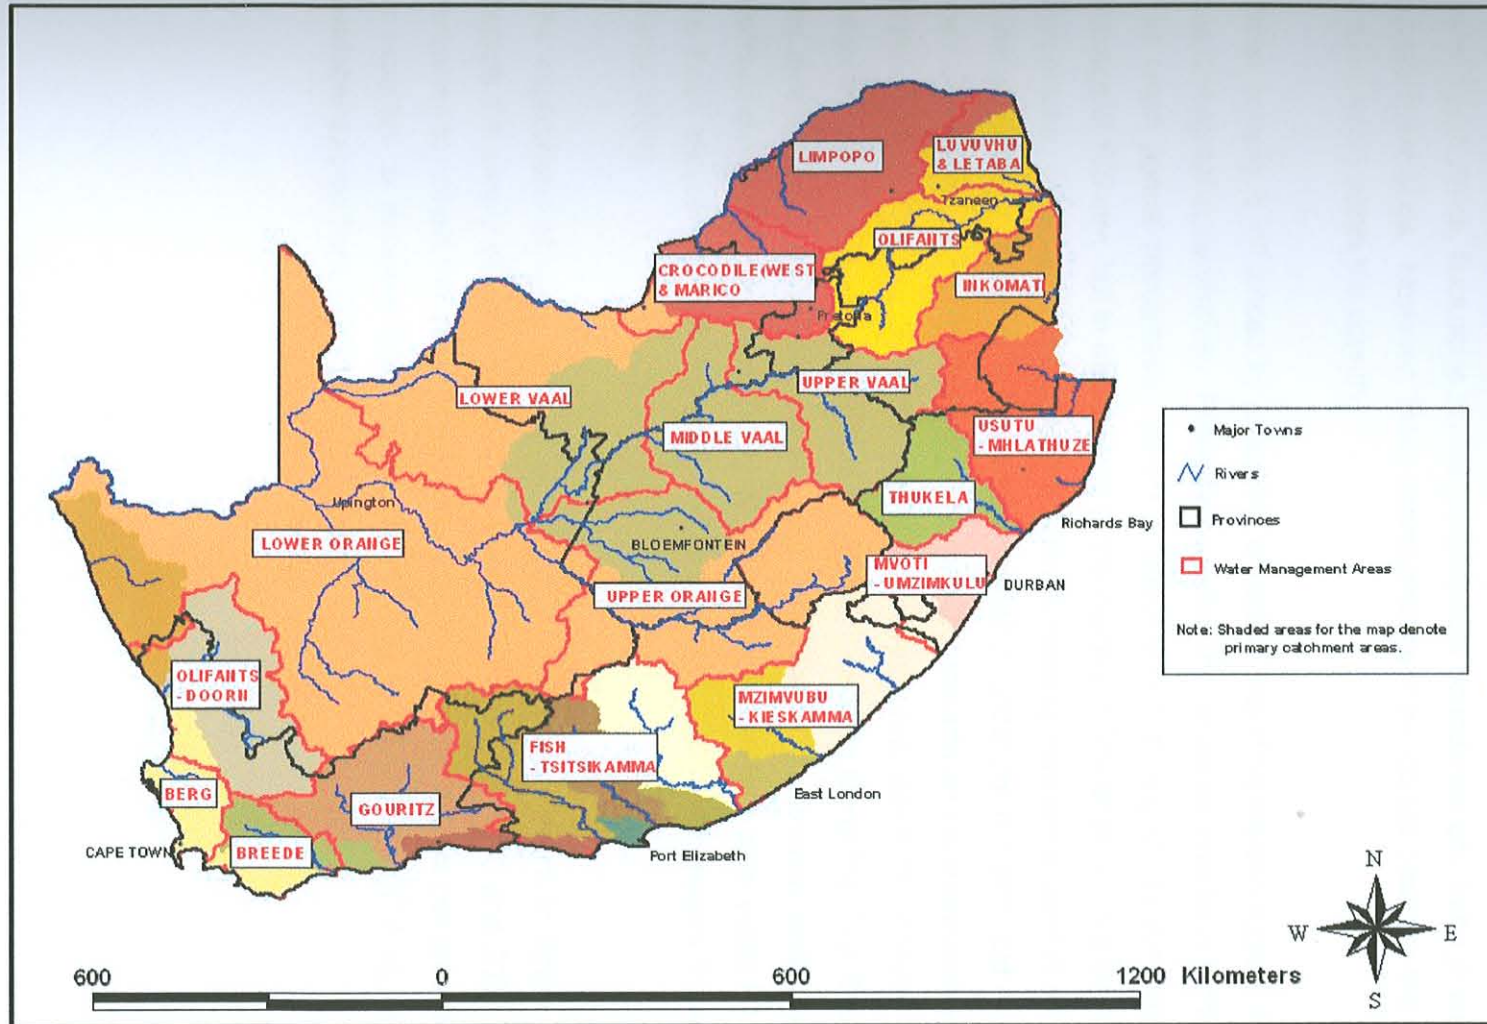 LIMPOPO
LUVUVHU
& LETABA
Tzaneen
OLIFANTS
CROCODILE(WEST
& MARICO
INKOMATI
Pretoria
LOWER VAAL
UPPER VAAL
MIDDLE VAAL
USUTU
- MHLATHUZE
THUKELA
Upington
Richards Bay
LOWER ORANGE
BLOEMFONTEIN
MVOTI
- UMZIMKULU
DURBAN
UPPER ORANGE
OLIFANTS
- DOORN
MZIMVUBU
- KIESKAMMA
FISH
- TSITSIKAMMA
BERG
GOURITZ
East London
CAPE TOWN
BREEDE
Port Elizabeth
Major Towns
Rivers
Provinces
Water Management Areas
Note: Shaded areas for the map denote
primary catchment areas.
N
W
E
S
600
0
600
1200 Kilometers